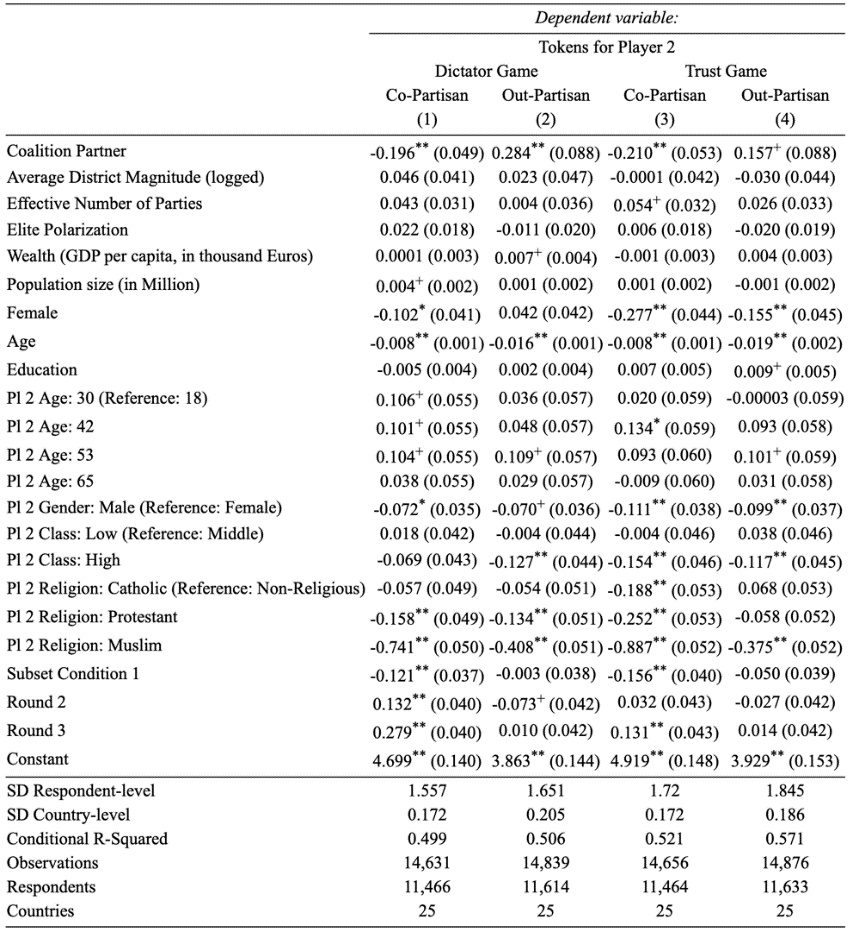 Dependent variable:
Tokens for Player 2
Dictator Game Trust Game
Co-Partisan Out-Partisan Co-Partisan Out-Partisan
(1) (2) (3) (4)
Coalition Partner -0.196** (0.049) 0.284** (0.088) -0.210** (0.053) 0.157+ (0.088)
Average District Magnitude (logged) 0.046 (0.041) 0.023 (0.047) -0.0001 (0.042) -0.030 (0.044)
Effective Number of Parties 0.043 (0.031) 0.004 (0.036) 0.054+ (0.032) 0.026 (0.033)
Elite Polarization 0.022 (0.018) -0.011 (0.020) 0.006 (0.018) -0.020 (0.019)
Wealth (GDP per capita, in thousand Euros) 0.0001 (0.003) 0.007+ (0.004) -0.001 (0.003) 0.004 (0.003)
Population size (in Million) 0.004+ (0.002) 0.001 (0.002) 0.001 (0.002) -0.001 (0.002)
Female -0.102* (0.041) 0.042 (0.042) -0.277** (0.044) -0.155** (0.045)
Age -0.008** (0.001) -0.016** (0.001) -0.008** (0.001) -0.019** (0.002)
Education -0.005 (0.004) 0.002 (0.004) 0.007 (0.005) 0.009+ (0.005)
Pl 2 Age: 30 (Reference: 18) 0.106+ (0.055) 0.036 (0.057) 0.020 (0.059) -0.00003 (0.059)
Pl 2 Age: 42 0.101+ (0.055) 0.048 (0.057) 0.134* (0.059) 0.093 (0.058)
Pl 2 Age: 53 0.104+ (0.055) 0.109+ (0.057) 0.093 (0.060) 0.101+ (0.059)
Pl 2 Age: 65 0.038 (0.055) 0.029 (0.057) -0.009 (0.060) 0.031 (0.058)
Pl 2 Gender: Male (Reference: Female) -0.072* (0.035) -0.070+ (0.036) -0.111** (0.038) -0.099** (0.037)
Pl 2 Class: Low (Reference: Middle) 0.018 (0.042) -0.004 (0.044) -0.004 (0.046) 0.038 (0.046)
Pl 2 Class: High -0.069 (0.043) -0.127** (0.044) -0.154** (0.046) -0.117** (0.045)
Pl 2 Religion: Catholic (Reference: Non-Religious) -0.057 (0.049) -0.054 (0.051) -0.188** (0.053) 0.068 (0.053)
Pl 2 Religion: Protestant -0.158** (0.049) -0.134** (0.051) -0.252** (0.053) -0.058 (0.052)
Pl 2 Religion: Muslim -0.741** (0.050) -0.408** (0.051) -0.887** (0.052) -0.375** (0.052)
Subset Condition 1 -0.121** (0.037) -0.003 (0.038) -0.156** (0.040) -0.050 (0.039)
Round 2 0.132** (0.040) -0.073+ (0.042) 0.032 (0.043) -0.027 (0.042)
Round 3 0.279** (0.040) 0.010 (0.042) 0.131** (0.043) 0.014 (0.042)
Constant 4.699** (0.140) 3.863** (0.144) 4.919** (0.148) 3.929** (0.153)
SD Respondent-level 1.557 1.651 1.72 1.845
SD Country-level 0.172 0.205 0.172 0.186
Conditional R-Squared 0.499 0.506 0.521 0.571
Observations 14,631 14,839 14,656 14,876
Respondents 11,466 11,614 11,464 11,633
Countries 25 25 25 25